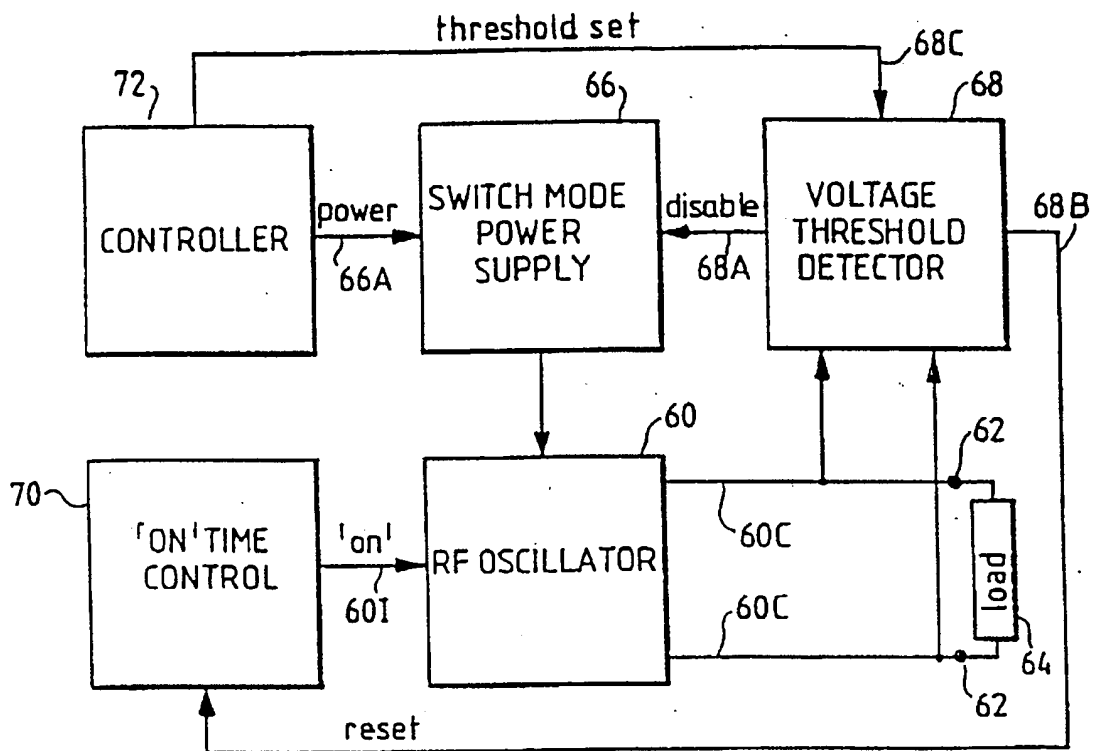 threshold set
68C
72
66
68
CONTROLLER
power
66A
SWITCH MODE
POWER
SUPPLY
disable
68A
VOLTAGE
THRESHOLD
DETECTOR
68B
60
62
70
'ON' TIME
CONTROL
'on'
60I
RF OSCILLATOR
60C
60C
load
64
62
reset